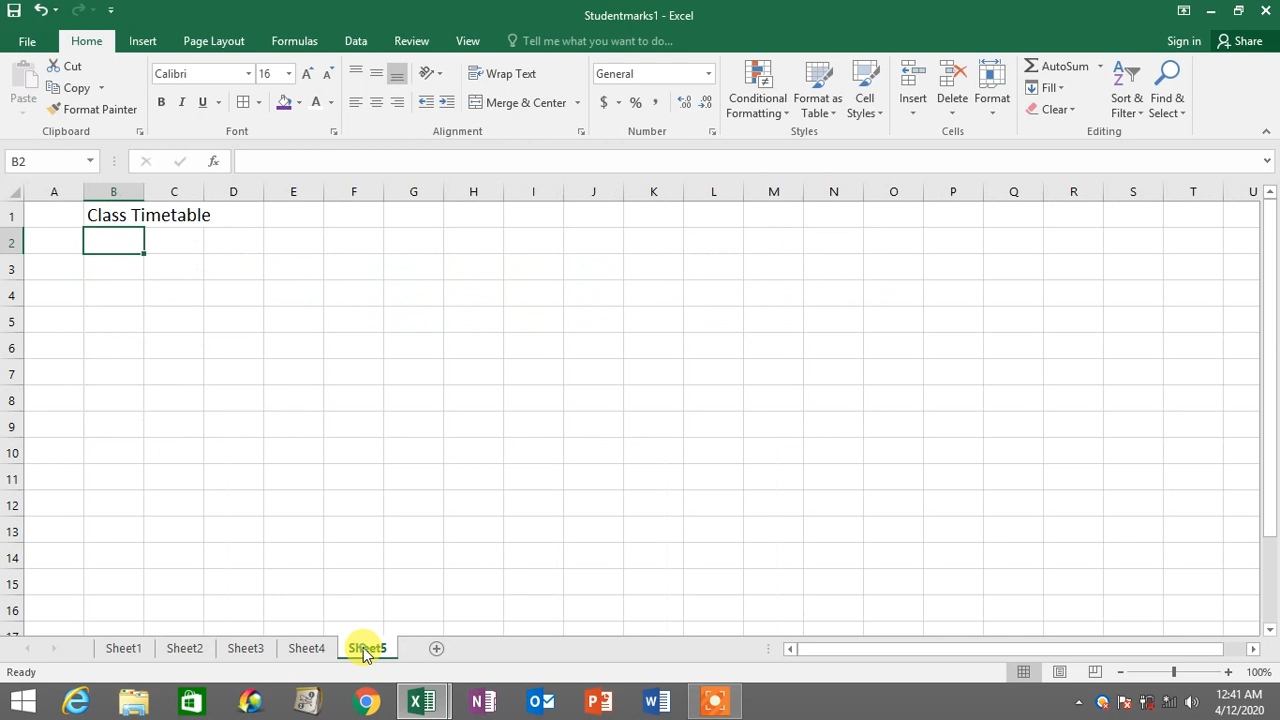 Studentmarks1 - Excel
File Home Insert Page Layout Formulas Data Review View Tell me what you want to do... Sign in Share
Paste Cut Copy Format Painter
Calibri 16 A A
B I U A
Wrap Text
Merge & Center
General
$ % ,
Conditional Formatting
Format as Table
Cell Styles
Insert Delete Format
AutoSum
Fill
Clear
Sort & Filter
Find & Select
Clipboard Font Alignment Number Styles Cells Editing
B2 fx
A B C D E F G H I J K L M N O P Q R S T U
1 Class Timetable
2
3
4
5
6
7
8
9
10
11
12
13
14
15
16
17
Sheet1 Sheet2 Sheet3 Sheet4 Sheet5
Ready 100%
12:41 AM
4/12/2020